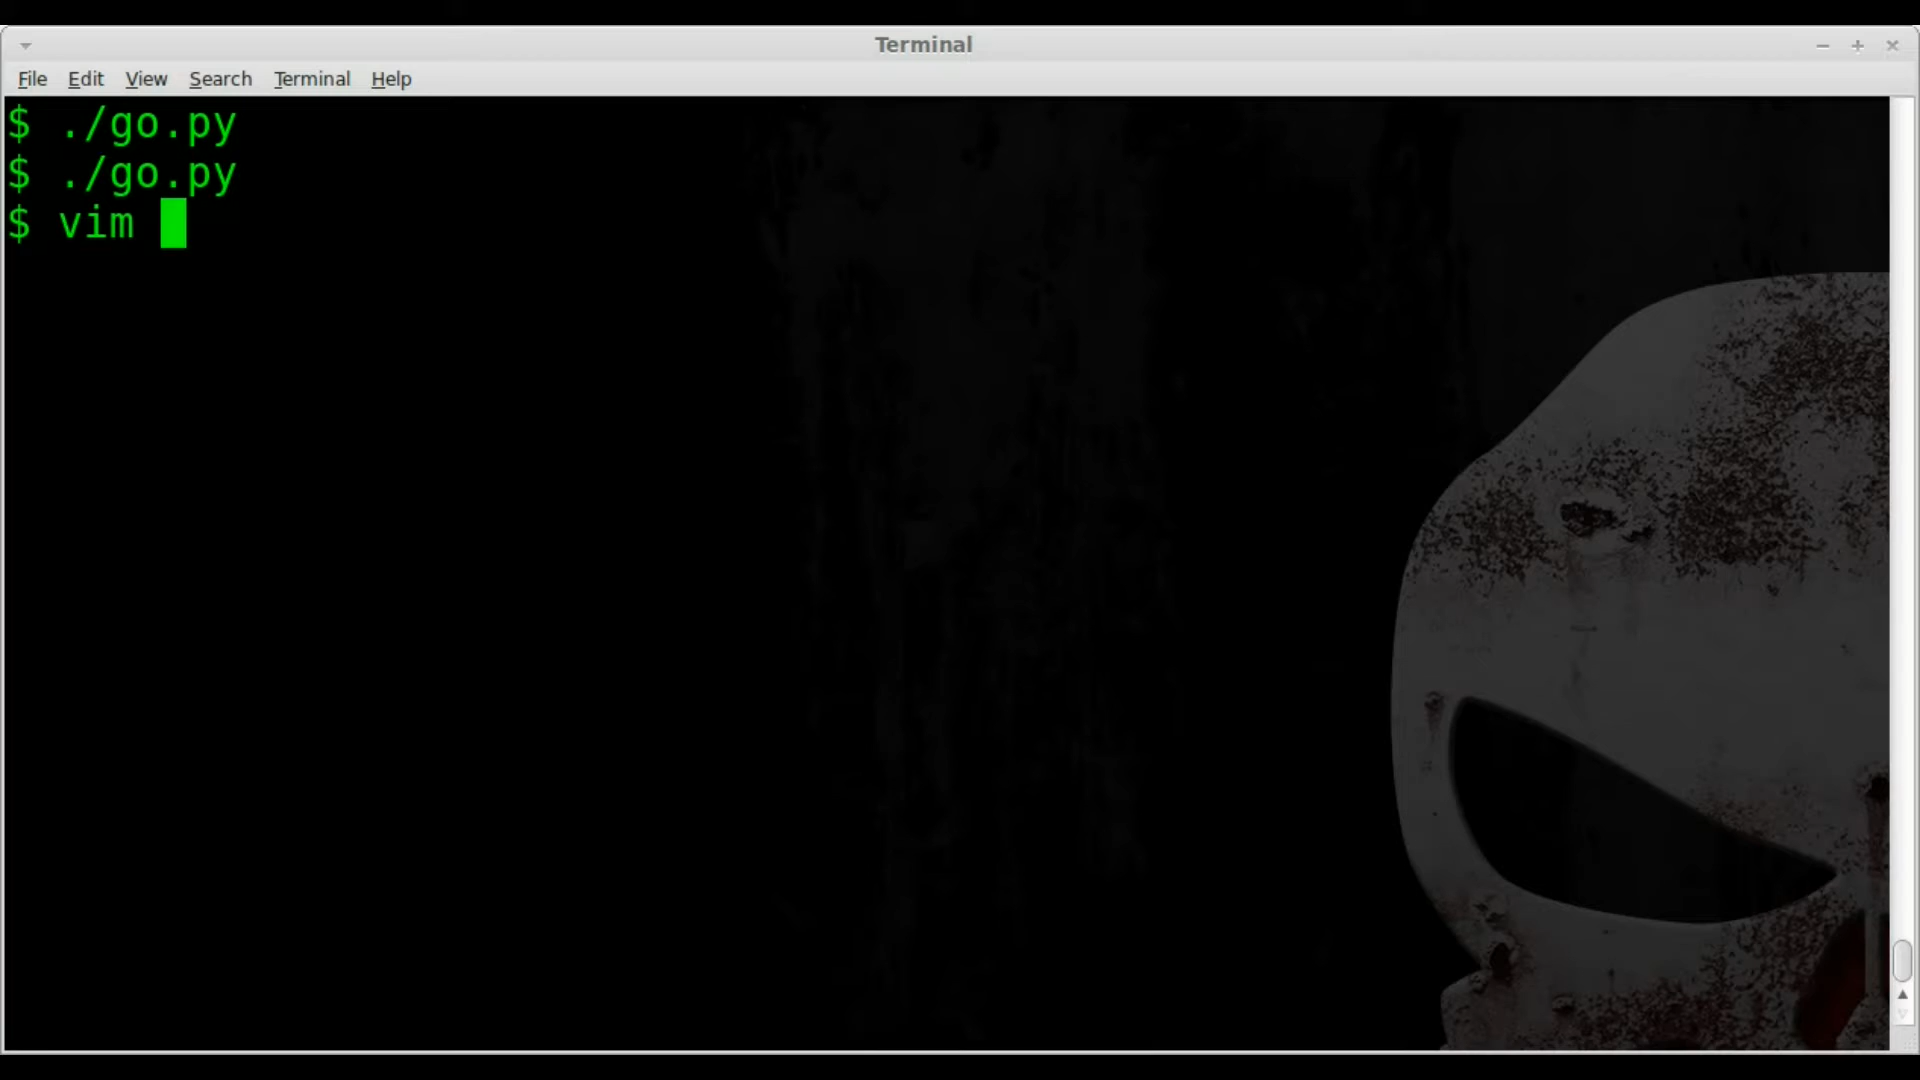 Terminal
File Edit View Search Terminal Help
$ ./go.py
$ ./go.py
$ vim